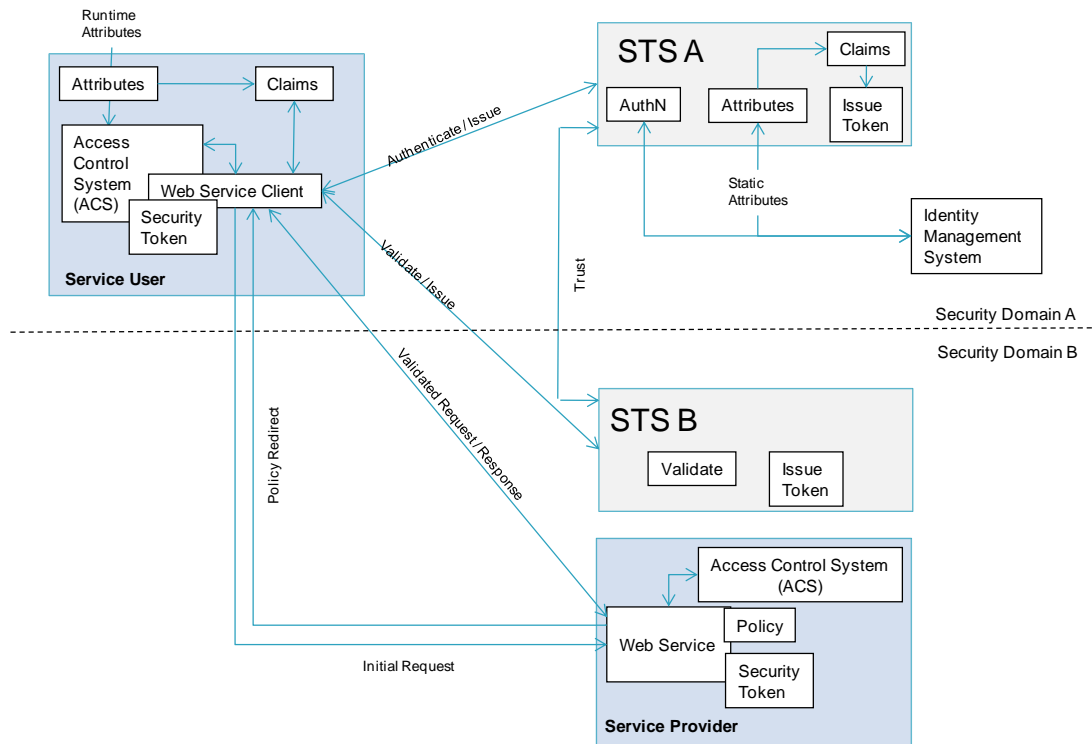 Runtime
Attributes
Attributes
Claims
Access
Control
System
(ACS)
Web Service Client
Security
Token
Service User
STS A
Claims
AuthN
Attributes
Issue
Token
Static
Attributes
Identity
Management
System
Authenticate / Issue
Validate / Issue
Trust
Security Domain A
Security Domain B
Validated Request / Response
Policy Redirect
STS B
Validate
Issue
Token
Access Control System
(ACS)
Web Service
Policy
Security
Token
Initial Request
Service Provider